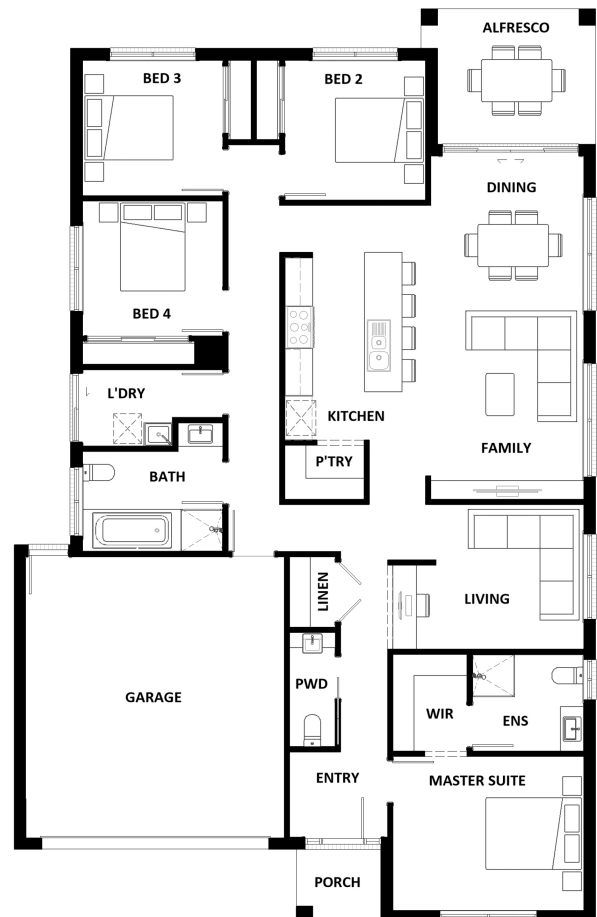 ALFRESCO
BED 3
BED 2
DINING
BED 4
L'DRY
KITCHEN
FAMILY
P'TRY
BATH
LINEN
LIVING
GARAGE
PWD
WIR
ENS
ENTRY
MASTER SUITE
PORCH